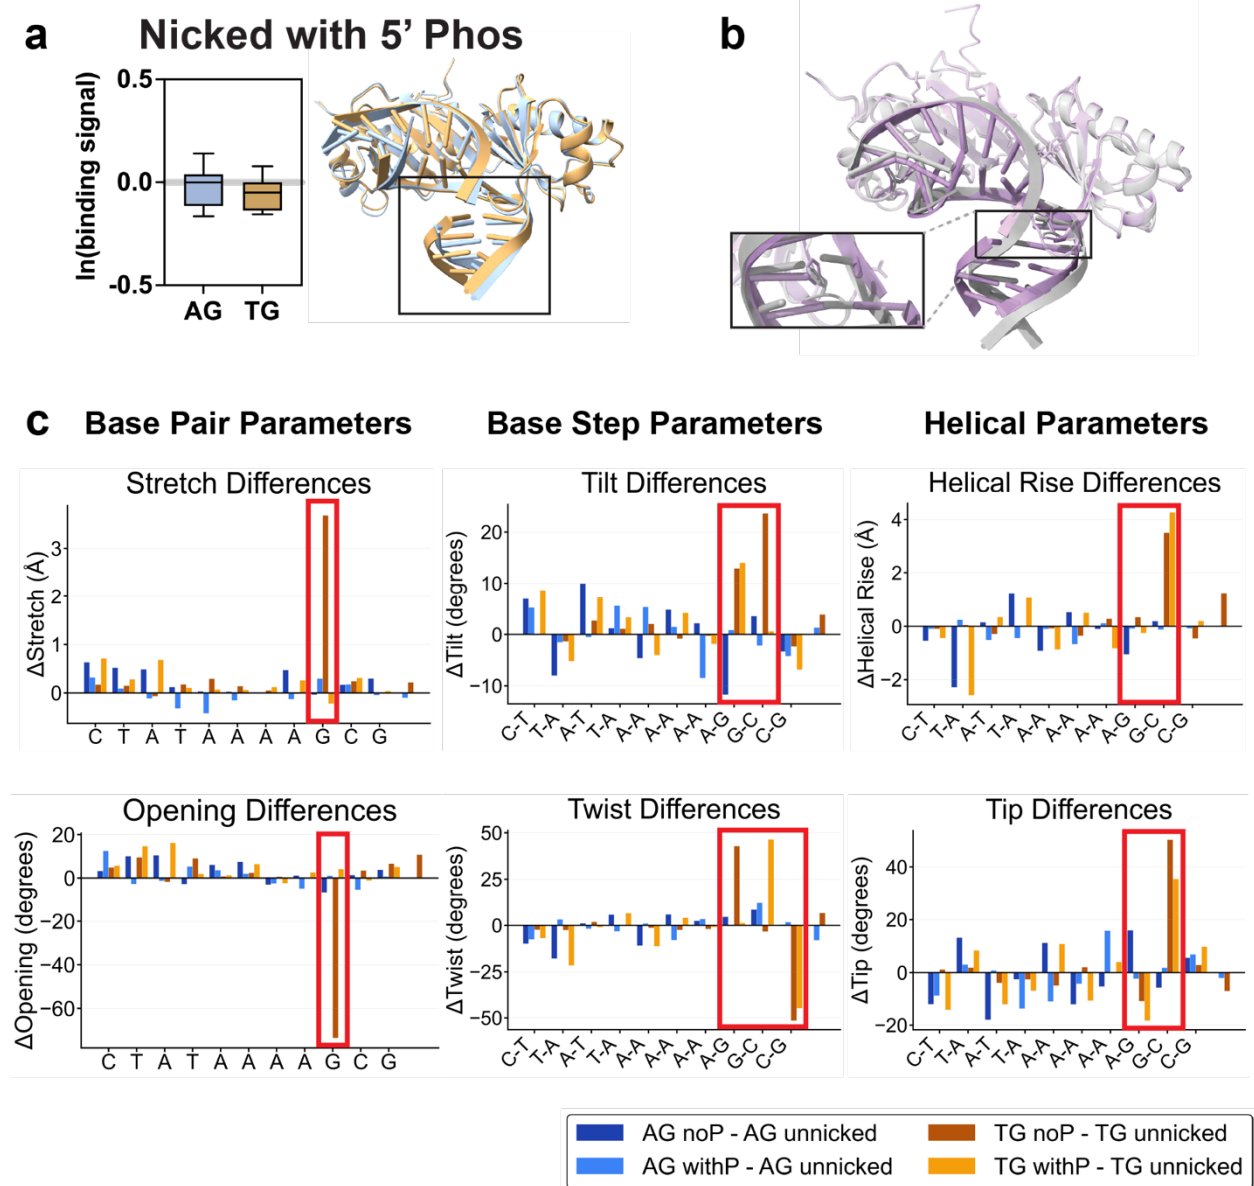 a
Nicked with 5’ Phos
b
ln(binding signal)
0.5
0.0
-0.5
AG TG
c
Base Pair Parameters
Base Step Parameters
Helical Parameters
Stretch Differences
ΔStretch (Å)
3
2
1
0
C T A T A A A A G C G
Tilt Differences
ΔTilt (degrees)
20
10
0
−10
C-T T-A A-T T-A A-A A-A A-A A-G G-C C-G
Helical Rise Differences
ΔHelical Rise (Å)
4
2
0
−2
C-T T-A A-T T-A A-A A-A A-A A-G G-C C-G
Opening Differences
ΔOpening (degrees)
20
0
−20
−40
−60
C T A T A A A A G C G
Twist Differences
ΔTwist (degrees)
50
25
0
−25
−50
C-T T-A A-T T-A A-A A-A A-A A-G G-C C-G
Tip Differences
ΔTip (degrees)
40
20
0
−20
C-T T-A A-T T-A A-A A-A A-A A-G G-C C-G
AG noP - AG unnicked
TG noP - TG unnicked
AG withP - AG unnicked
TG withP - TG unnicked